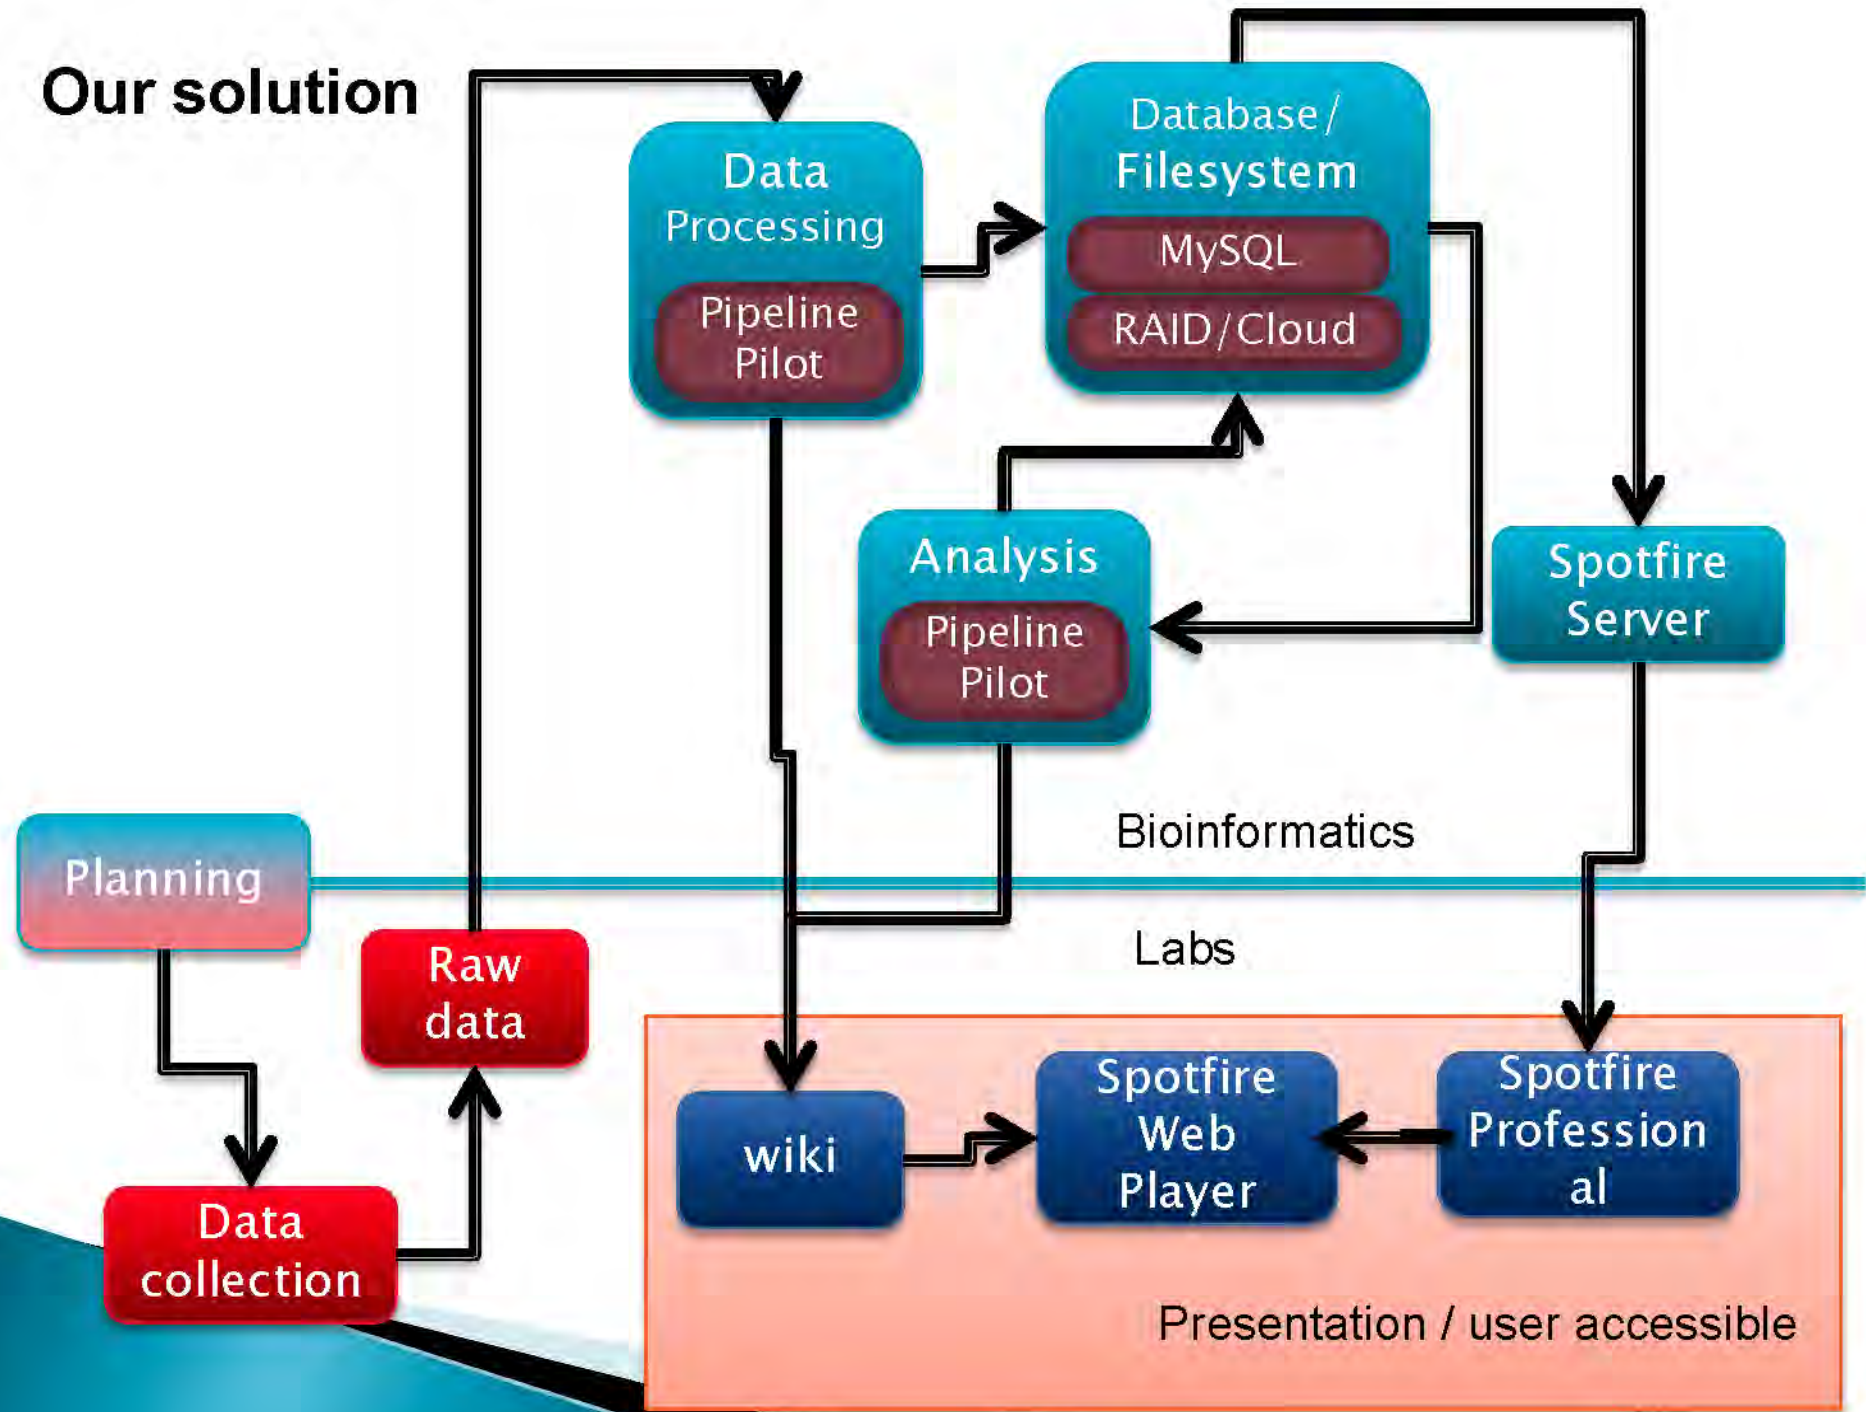 Our solution
Data
Processing
Pipeline
Pilot
Database/
Filesystem
MySQL
RAID/Cloud
Analysis
Pipeline
Pilot
Spotfire
Server
Bioinformatics
Planning
Labs
Raw
data
Data
collection
wiki
Spotfire
Web
Player
Spotfire
Profession
al
Presentation / user accessible